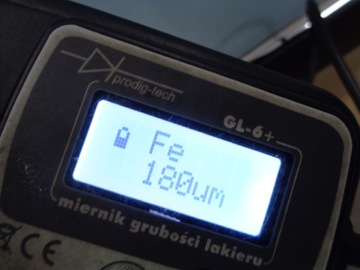 prodig-tech
GL-6+
Fe
180um
miernik grubości lakieru
CE